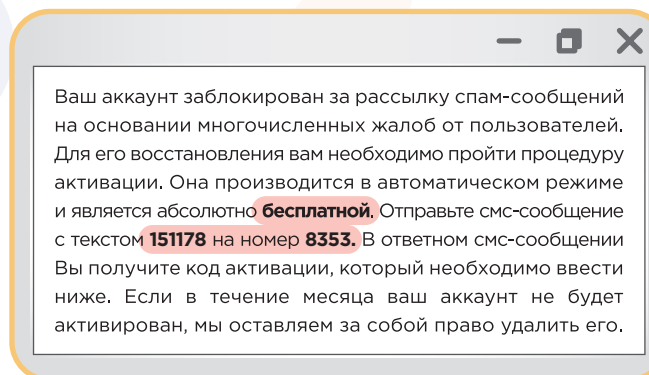 Ваш аккаунт заблокирован за рассылку спам-сообщений
на основании многочисленных жалоб от пользователей.
Для его восстановления вам необходимо пройти процедуру
активации. Она производится в автоматическом режиме
и является абсолютно бесплатной. Отправьте смс-сообщение
с текстом 151178 на номер 8353. В ответном смс-сообщении
Вы получите код активации, который необходимо ввести
ниже. Если в течение месяца ваш аккаунт не будет
активирован, мы оставляем за собой право удалить его.